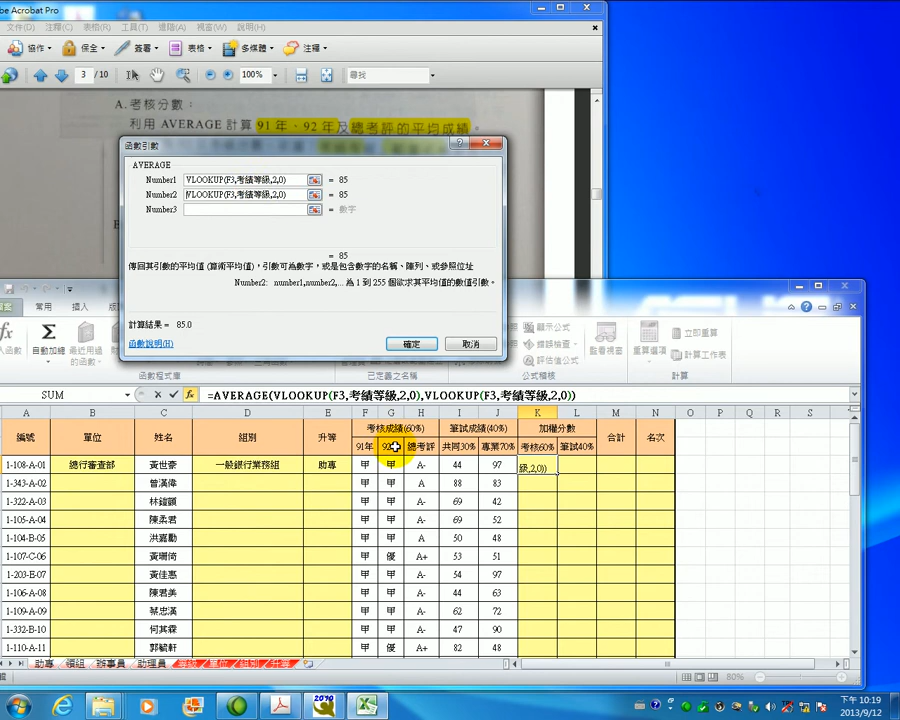 be Acrobat Pro
文件(D) 注釋(C) 表格(R) 工具(T) 進階(A) 視窗(W) 說明(H)
協作 保全 簽署 表格 多媒體 注釋
3 / 10 100% 尋找
A. 考核分數：
利用 AVERAGE 計算 91 年、92 年及總考評的平均成績。
函數引數
AVERAGE
Number1 VLOOKUP(F3,考績等級,2,0) = 85
Number2 VLOOKUP(F3,考績等級,2,0) = 85
Number3 = 數字
= 85
傳回其引數的平均值 (算術平均值)，引數可為數字，或是包含數字的名稱、陣列、或參照位址
Number2: number1,number2,... 為 1 到 255 個欲求其平均值的數值引數。
計算結果 = 85.0
函數說明(H)
確定 取消
常用 插入
自動加總 最近用過的函數
顯示公式
錯誤檢查
評估值公式
監看視窗
重算選項
立即重算
計算工作表
函數程式庫 已定義之名稱 公式稽核 計算
SUM =AVERAGE(VLOOKUP(F3,考績等級,2,0),VLOOKUP(F3,考績等級,2,0))
A B C D E F G H I J K L M N O P Q R S
編號 單位 姓名 組別 升等 考核成績(60%) 筆試成績(40%) 加權分數 合計 名次
91年 92 總考評 共同30% 專業70% 考核60% 筆試40%
1-108-A-01 總行審查部 黃世豪 一般銀行業務組 助專 甲 甲 A- 44 97 級,2,0))
1-343-A-02 曾漢偉 甲 甲 A 88 83
1-322-A-03 林鎧顗 甲 甲 A- 69 42
1-105-A-04 陳柔君 甲 甲 A- 69 52
1-104-B-05 洪嘉勳 甲 甲 A 50 48
1-107-C-06 黃珊倚 甲 優 A+ 53 51
1-203-E-07 黃佳惠 甲 甲 A- 54 97
1-106-A-08 陳君美 甲 甲 A- 44 63
1-109-A-09 蔡忠漢 甲 甲 A- 62 72
1-332-B-10 何其霖 甲 甲 A- 47 90
1-110-A-11 郭毓軒 甲 優 A+ 82 48
助專 領組 辦事員 助理員 等級 單位 組別 升等
80%
下午 10:19
2013/9/12